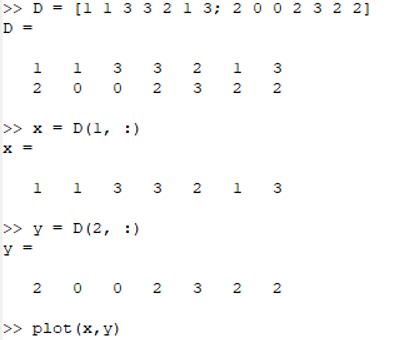 >> D = [1 1 3 3 2 1 3; 2 0 0 2 3 2 2]
D =
1 1 3 3 2 1 3
2 0 0 2 3 2 2
>> x = D(1, :)
x =
1 1 3 3 2 1 3
>> y = D(2, :)
y =
2 0 0 2 3 2 2
>> plot(x,y)